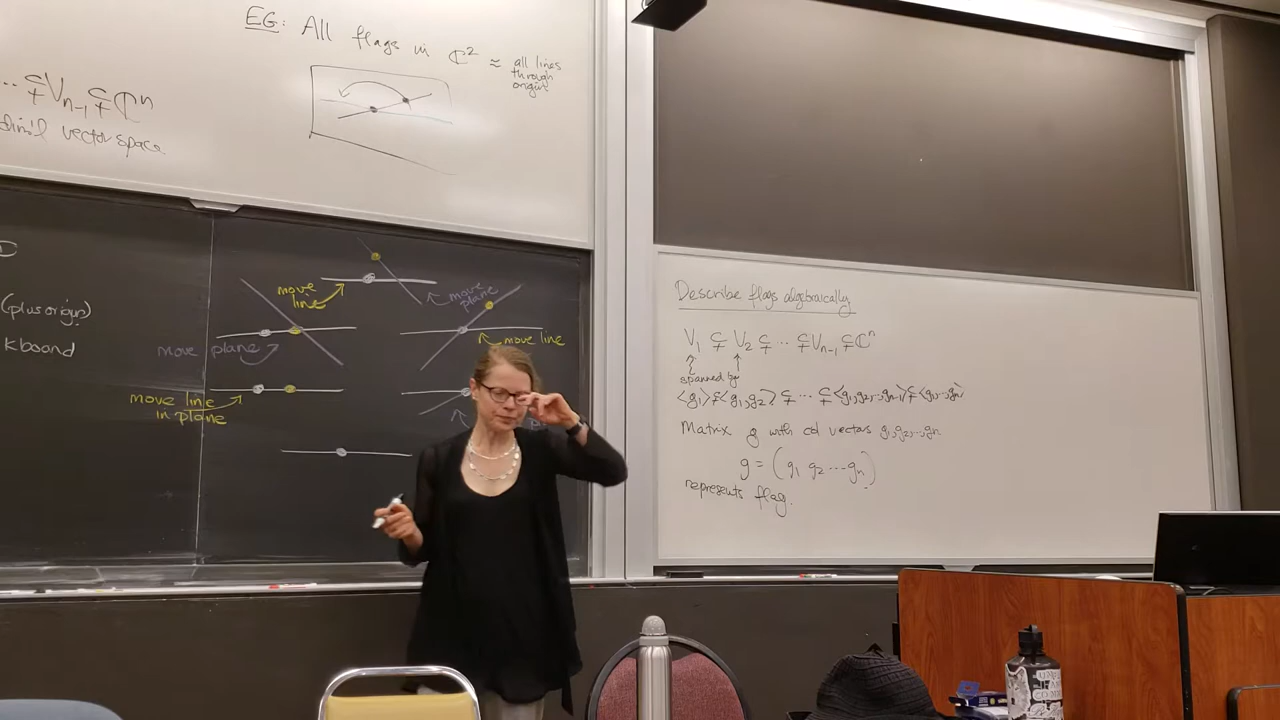 EG: All flags in ℂ² ≈ all lines
through
origin
... ⊊ V_{n-1} ⊊ ℂⁿ
dim'l vector space
(plus origin)
kboard
move
line
move
plane
move plane
move line
move line
in plane
Describe flags algebraically
V₁ ⊊ V₂ ⊊ ... ⊊ V_{n-1} ⊊ ℂⁿ
spanned by
<g₁> ⊊ <g₁,g₂> ⊊ ... ⊊ <g₁,g₂,...,g_{n-1}> ⊊ <g₁,...,gₙ>
Matrix g with col vectors g₁,g₂,...,gₙ
g = (g₁ g₂ ... gₙ)
represents flag.